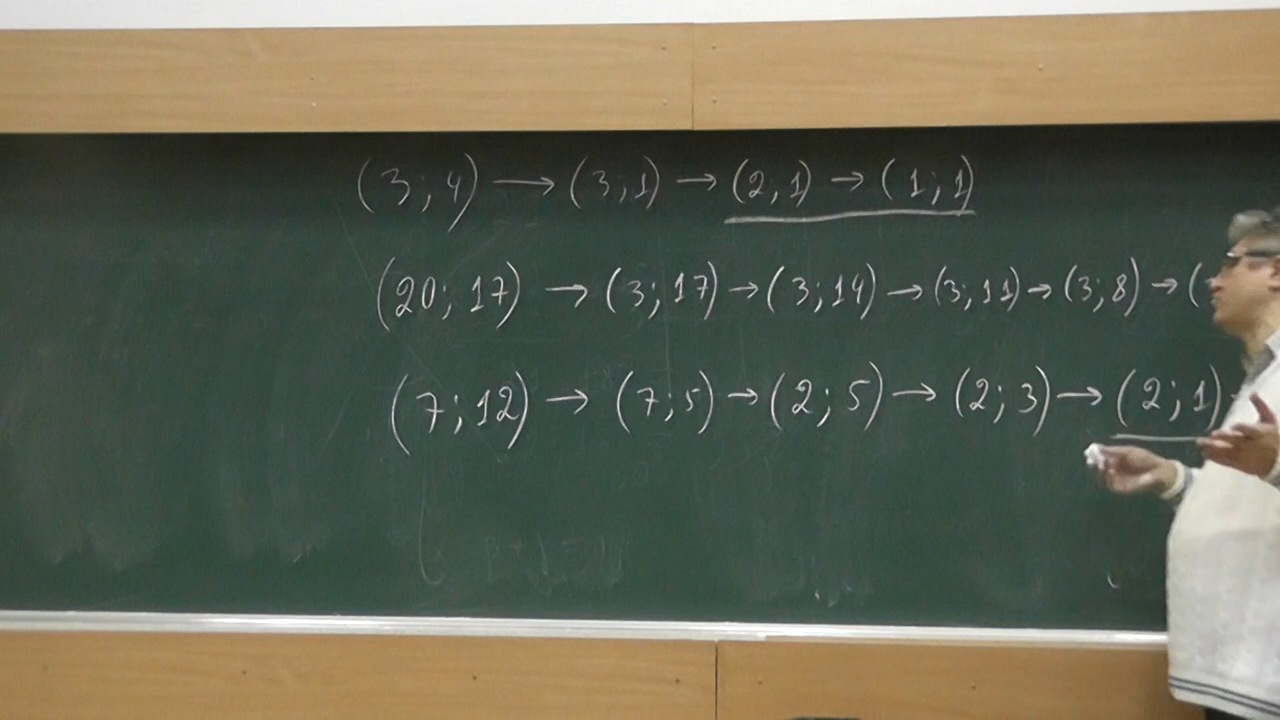 (3; 4) → (3; 1) → (2; 1) → (1; 1)
(20; 17) → (3; 17) → (3; 14) → (3; 11) → (3; 8) → (
(7; 12) → (7; 5) → (2; 5) → (2; 3) → (2; 1)